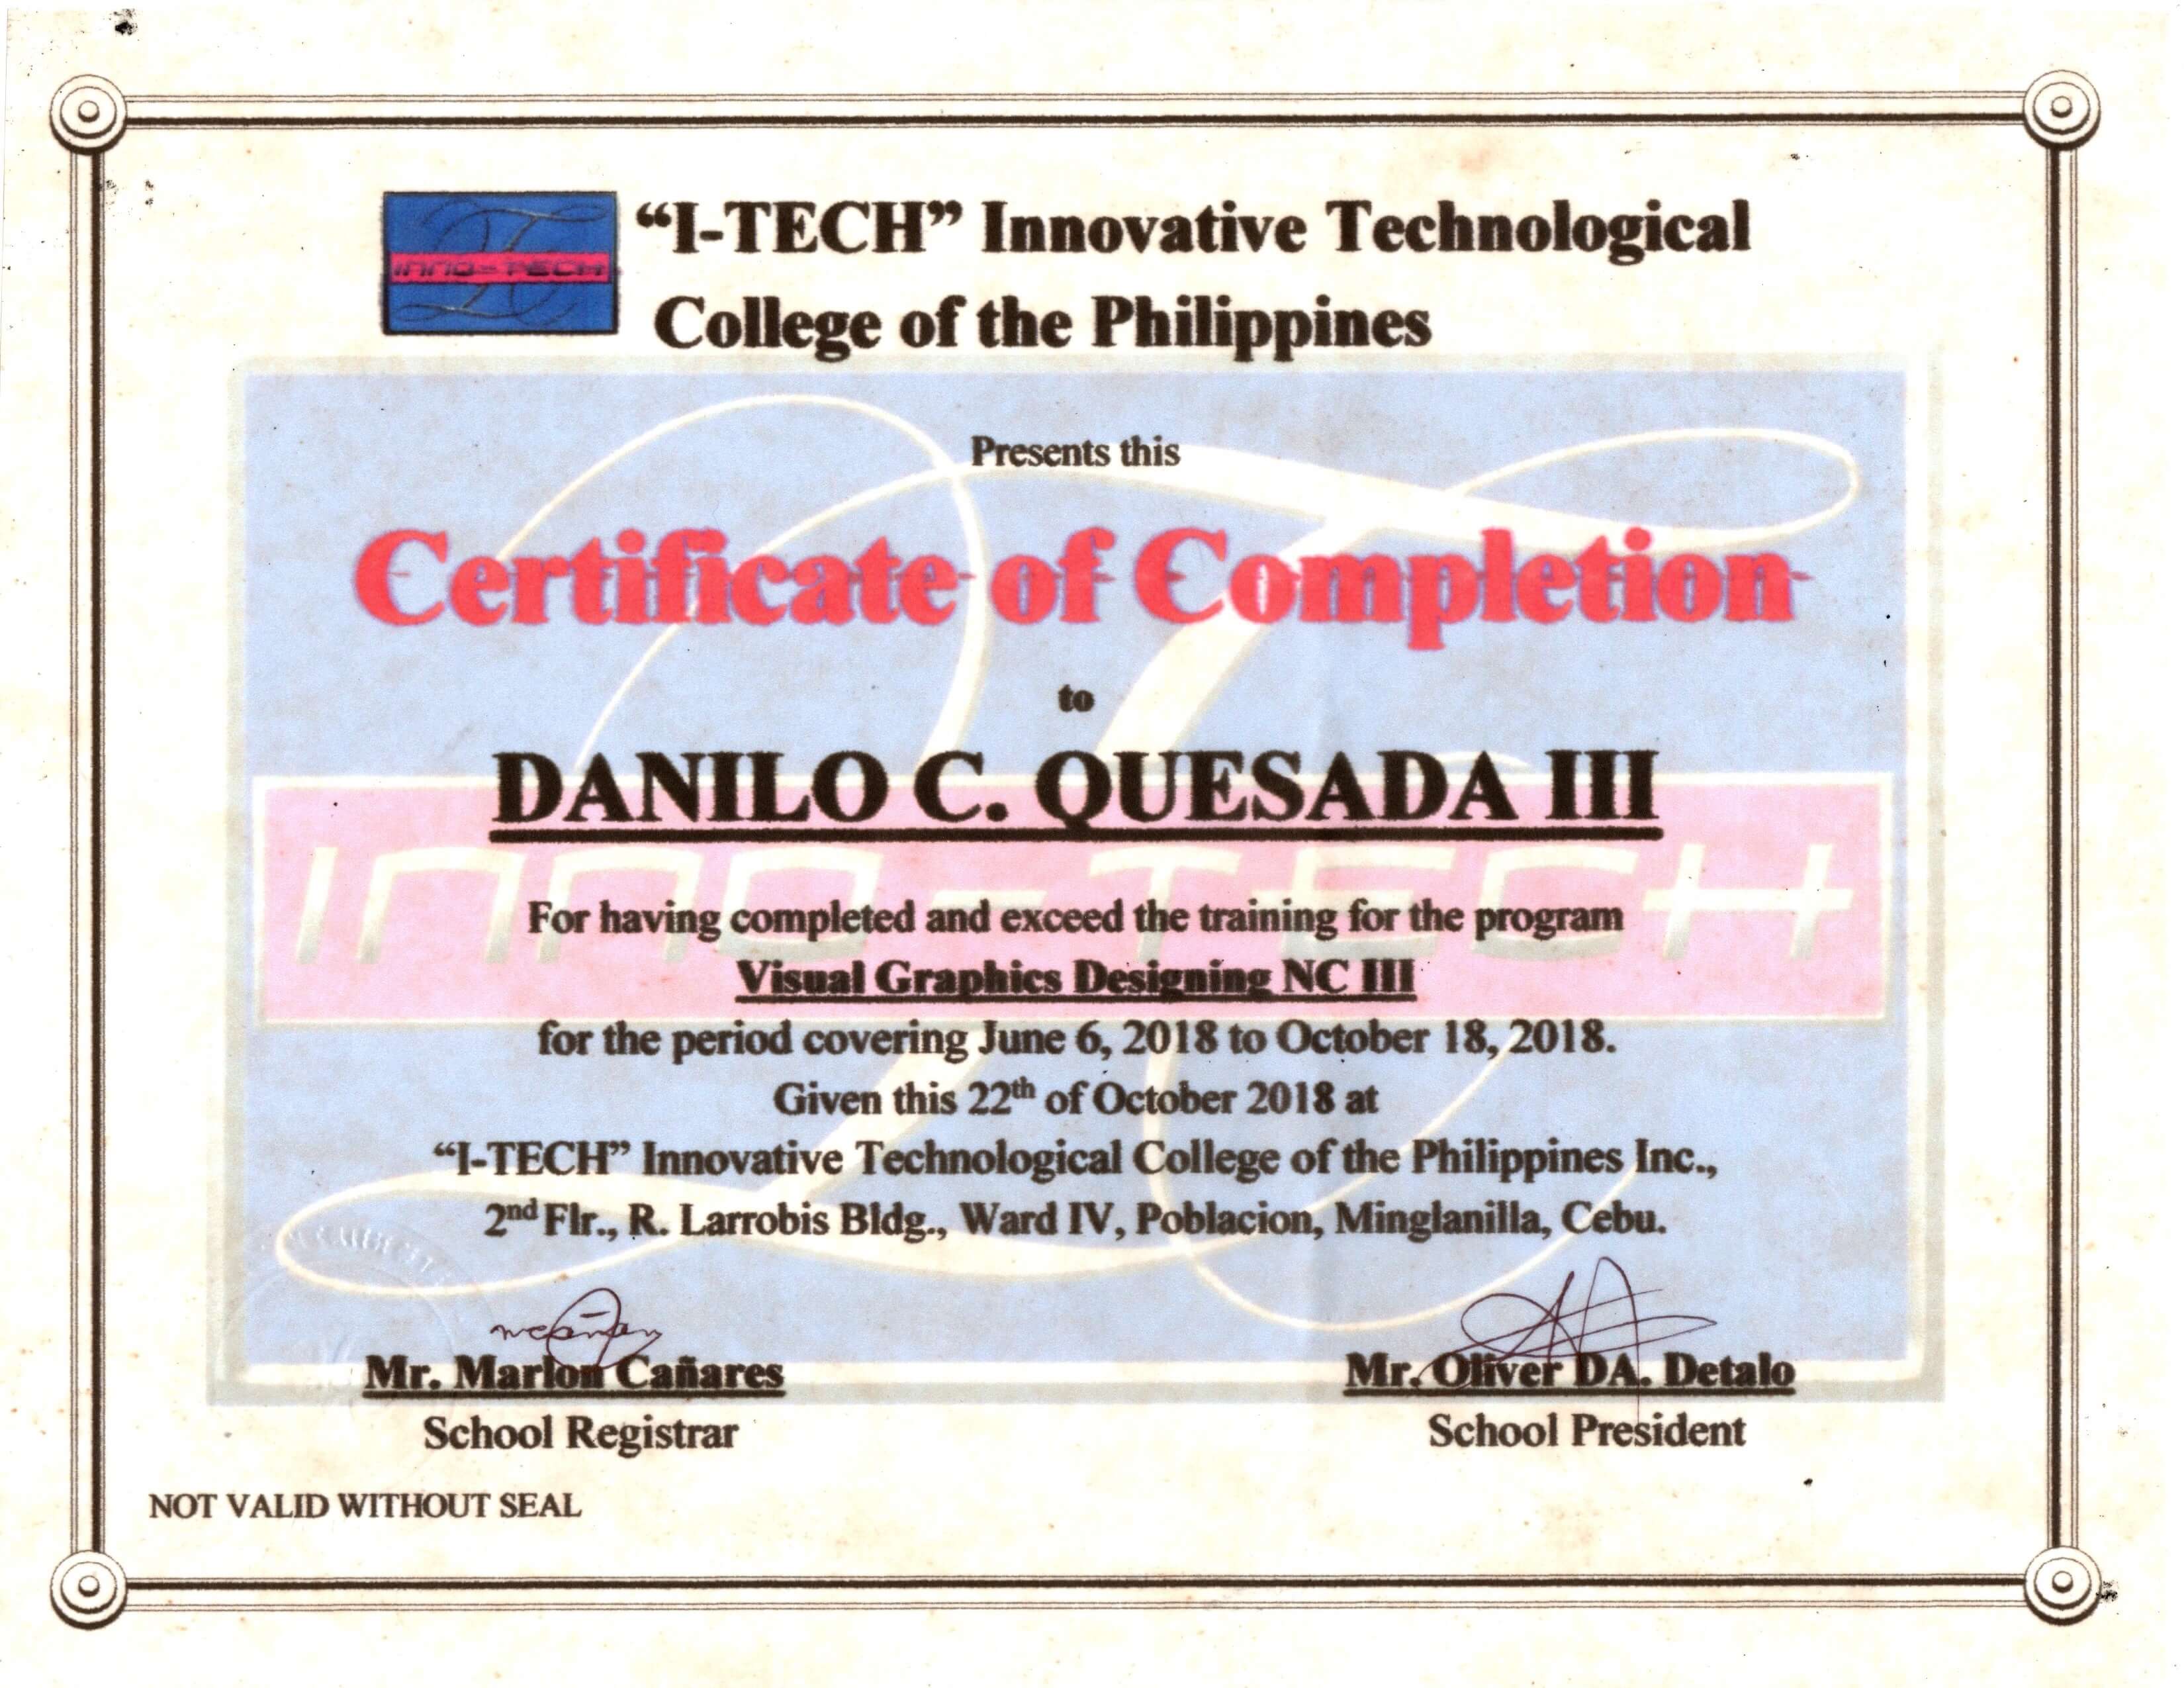 INNO-TECH
“I-TECH” Innovative Technological
College of the Philippines
Presents this
Certificate of Completion
to
DANILO C. QUESADA III
INNO-TECH
For having completed and exceed the training for the program
Visual Graphics Designing NC III
for the period covering June 6, 2018 to October 18, 2018.
Given this 22th of October 2018 at
“I-TECH” Innovative Technological College of the Philippines Inc.,
2nd Flr., R. Larrobis Bldg., Ward IV, Poblacion, Minglanilla, Cebu.
Mr. Marlon Cañares
Mr. Oliver DA. Detalo
School Registrar
School President
NOT VALID WITHOUT SEAL